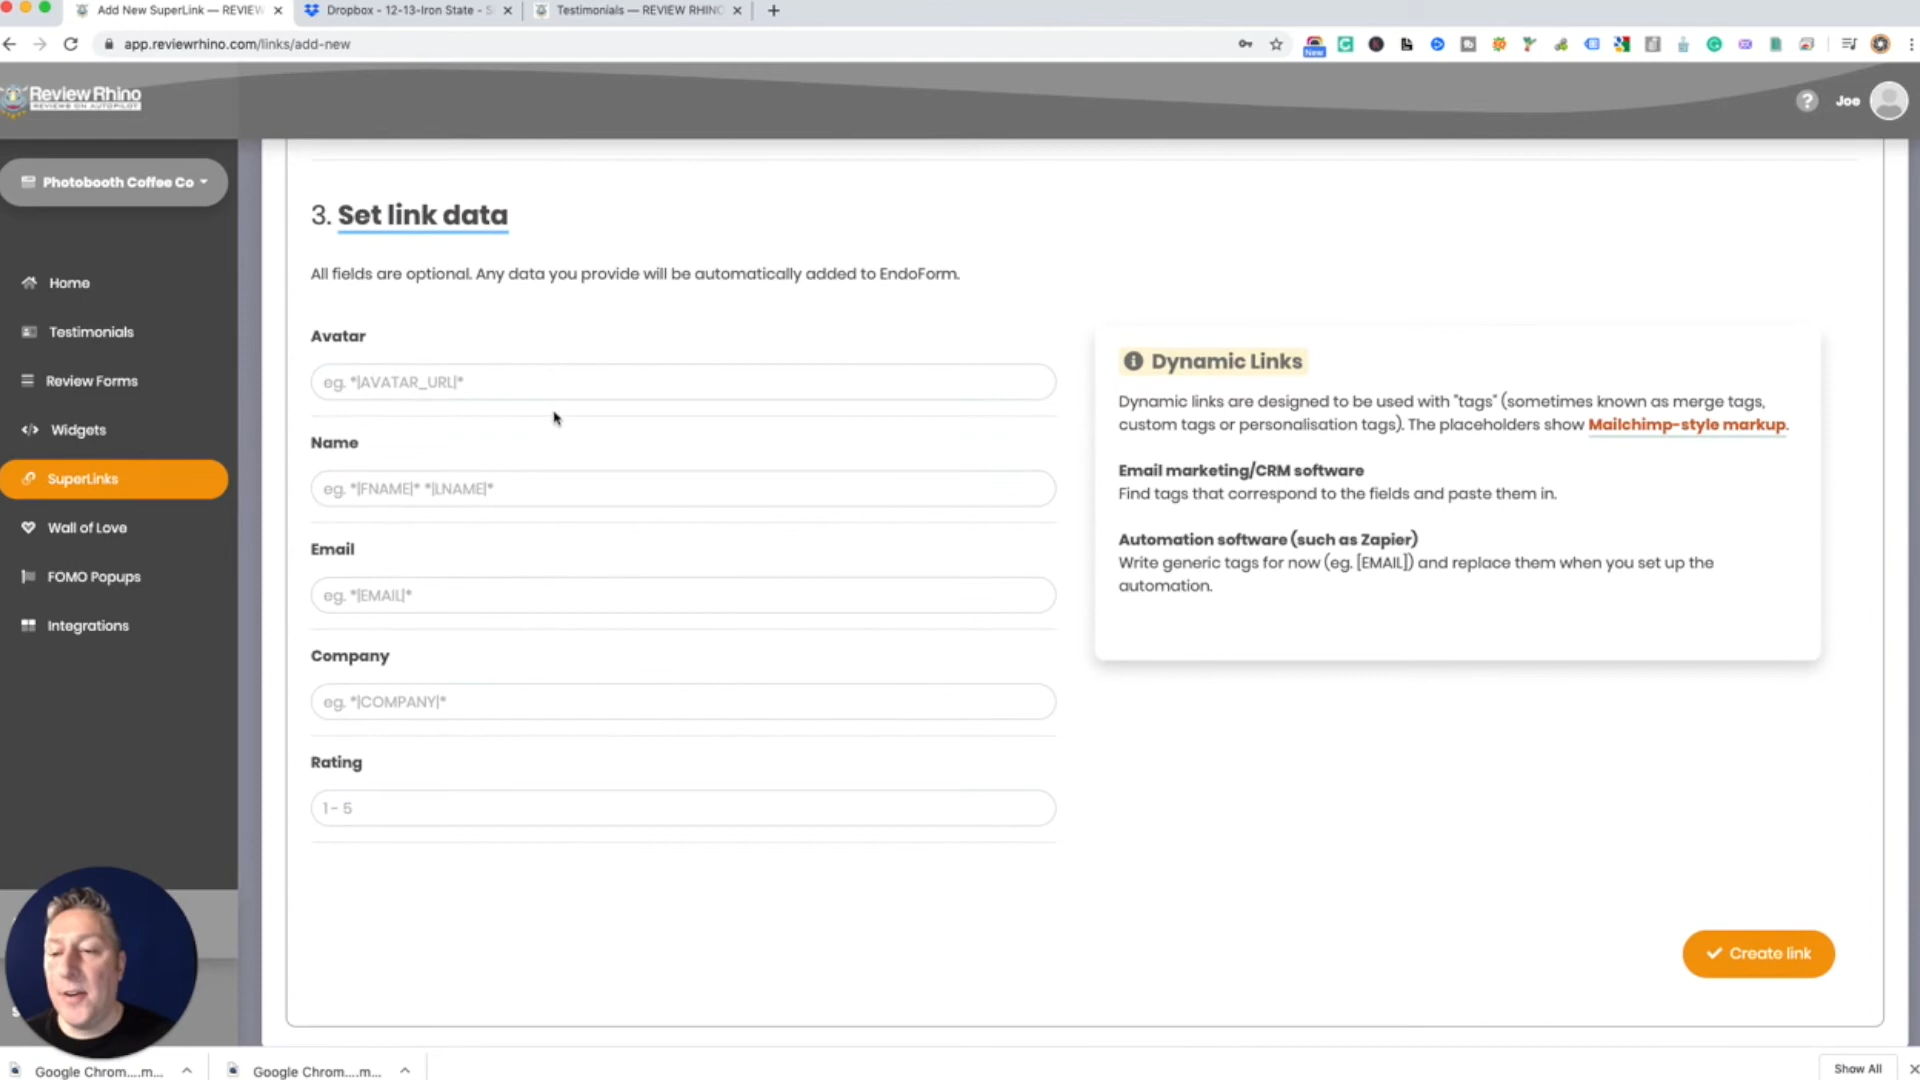 Add New SuperLink — REVIEW
Dropbox - 12-13-Iron State - S
Testimonials — REVIEW RHINO
app.reviewrhino.com/links/add-new
New
Review Rhino
REVIEWS ON AUTOPILOT
? Joe
Photobooth Coffee Co
Home
Testimonials
Review Forms
Widgets
SuperLinks
Wall of Love
FOMO Popups
Integrations
3. Set link data
All fields are optional. Any data you provide will be automatically added to EndoForm.
Avatar
eg. *|AVATAR_URL|*
Name
eg. *|FNAME|* *|LNAME|*
Email
eg. *|EMAIL|*
Company
eg. *|COMPANY|*
Rating
1 - 5
Dynamic Links
Dynamic links are designed to be used with "tags" (sometimes known as merge tags,
custom tags or personalisation tags). The placeholders show Mailchimp-style markup.
Email marketing/CRM software
Find tags that correspond to the fields and paste them in.
Automation software (such as Zapier)
Write generic tags for now (eg. [EMAIL]) and replace them when you set up the
automation.
Create link
Google Chrom....m...
Google Chrom....m...
Show All